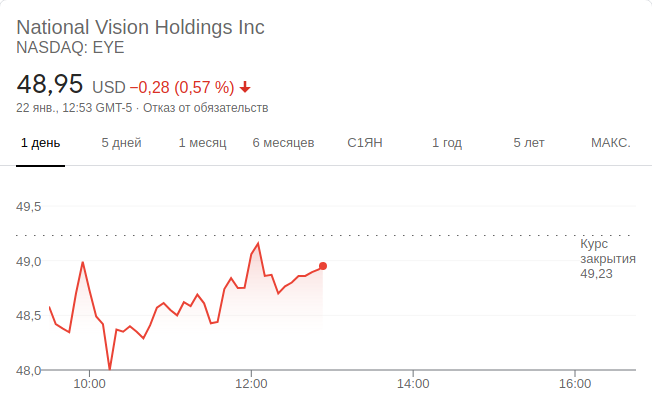 National Vision Holdings Inc
NASDAQ: EYE
48,95 USD −0,28 (0,57 %)
22 янв., 12:53 GMT-5 · Отказ от обязательств
1 день 5 дней 1 месяц 6 месяцев С1ЯН 1 год 5 лет МАКС.
49,5
Курс
закрытия
49,23
49,0
48,5
48,0
10:00 12:00 14:00 16:00